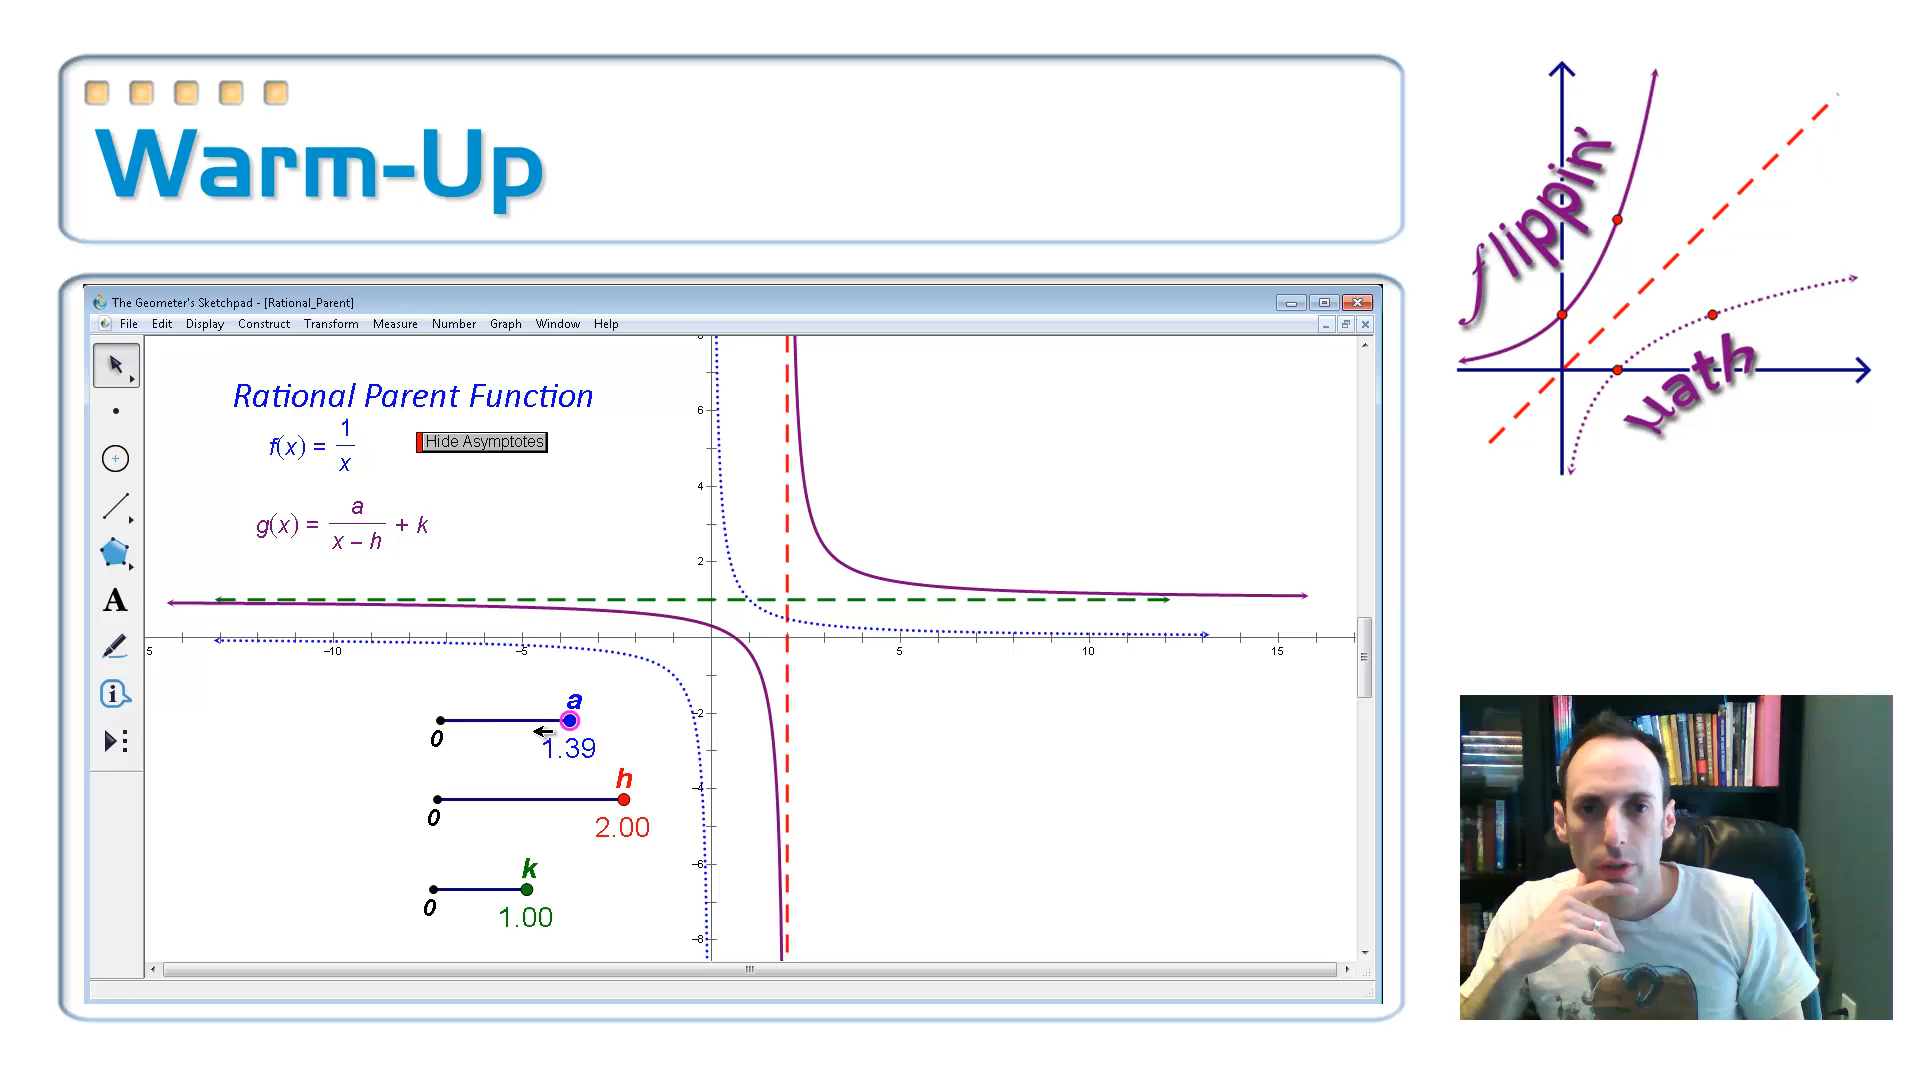 Warm-Up
flippin'
math
The Geometer's Sketchpad - [Rational_Parent]
File Edit Display Construct Transform Measure Number Graph Window Help
Rational Parent Function
f(x) = 1/x
Hide Asymptotes
g(x) = a/(x – h) + k
A
8
6
4
2
5 –10 –5 5 10 15
–2
–4
–6
–8
a
0
1.39
h
0
2.00
k
0
1.00